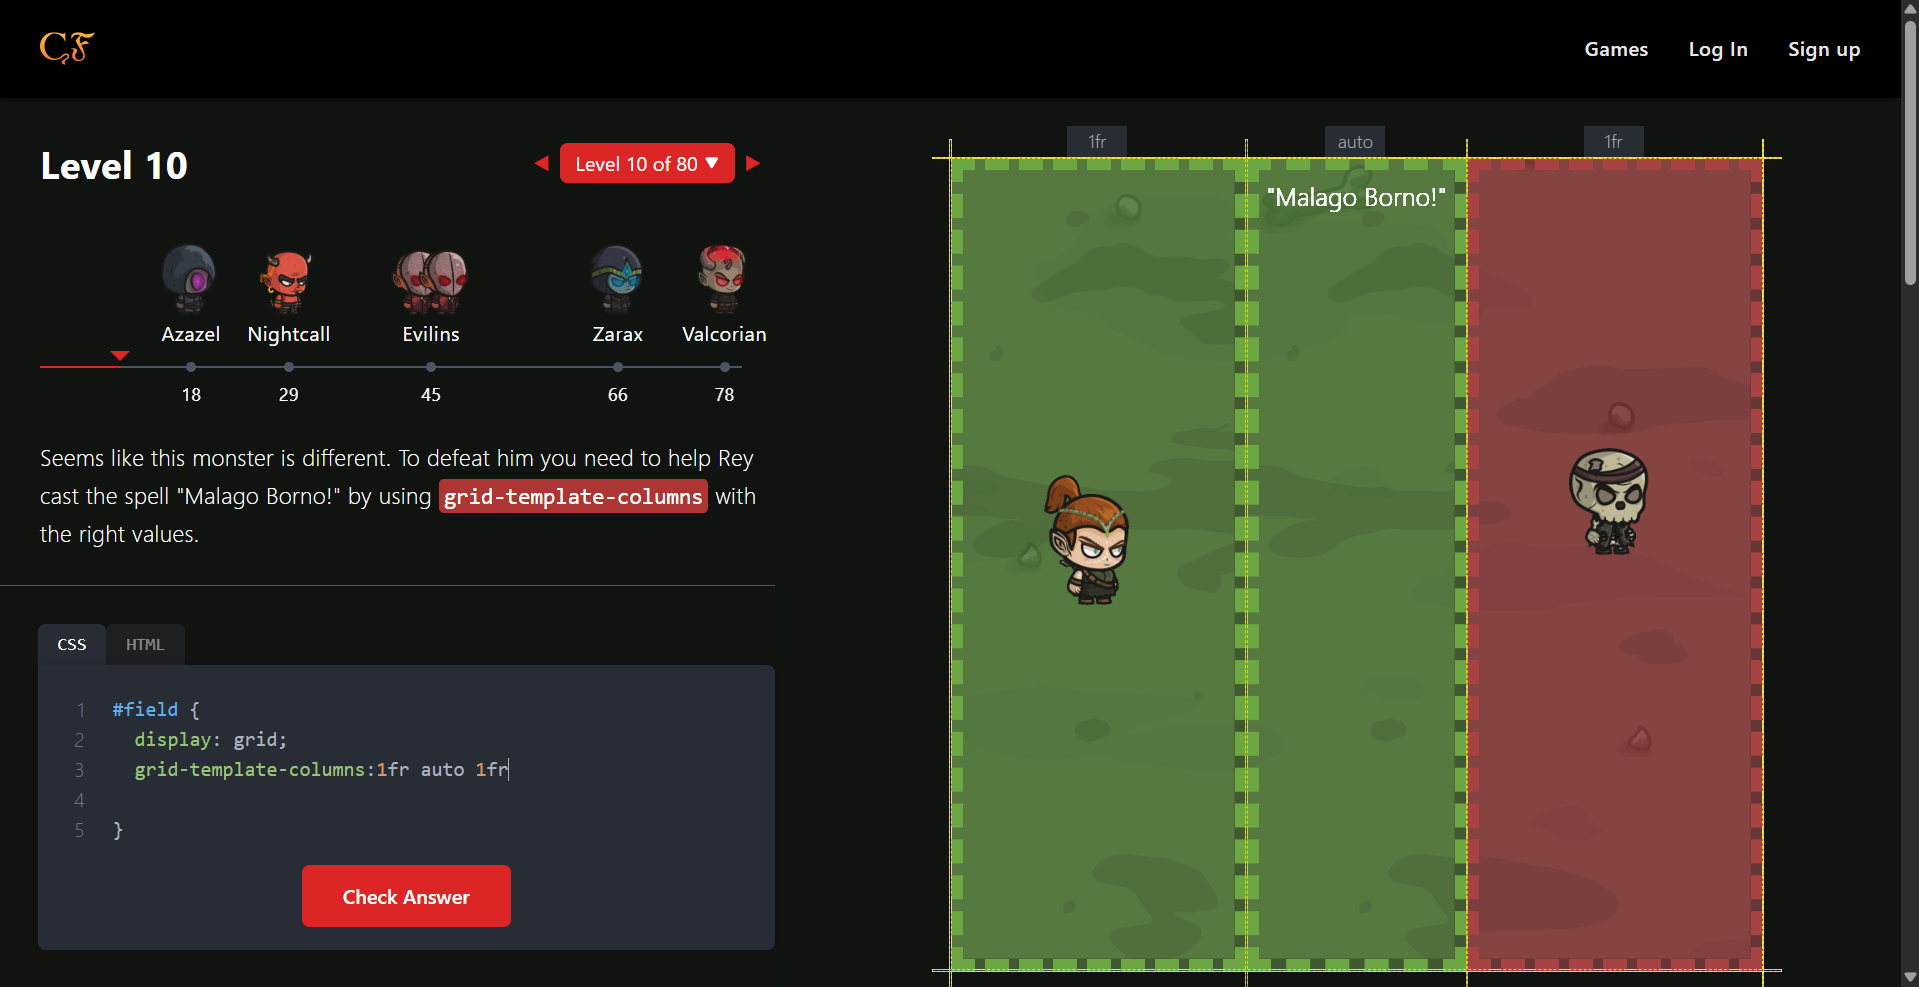 CF
Games
Log In
Sign up
Level 10
Level 10 of 80
Azazel
Nightcall
Evilins
Zarax
Valcorian
18
29
45
66
78
Seems like this monster is different. To defeat him you need to help Rey
cast the spell "Malago Borno!" by using grid-template-columns with
the right values.
CSS
HTML
1 #field {
2 display: grid;
3 grid-template-columns:1fr auto 1fr
4
5 }
Check Answer
1fr
auto
1fr
"Malago Borno!"